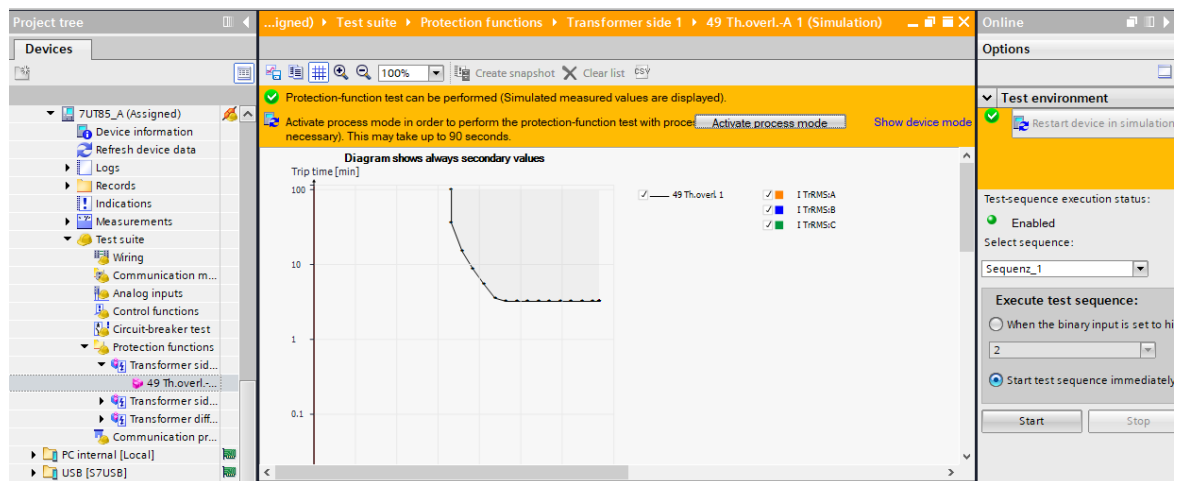 Project tree
Devices
7UT85_A (Assigned)
Device information
Refresh device data
Logs
Records
Indications
Measurements
Test suite
Wiring
Communication m...
Analog inputs
Control functions
Circuit-breaker test
Protection functions
Transformer sid...
49 Th.overl.-...
Transformer sid...
Transformer diff...
Communication pr...
PC internal [Local]
USB [S7USB]
...igned) Test suite Protection functions Transformer side 1 49 Th.overl.-A 1 (Simulation)
100% Create snapshot Clear list CSV
Protection-function test can be performed (Simulated measured values are displayed).
Activate process mode in order to perform the protection-function test with proce Activate process mode Show device mode
necessary). This may take up to 90 seconds.
Diagram shows always secondary values
Trip time [min]
100
10
1
0.1
49 Th.overl. 1
I TrRMS:A
I TrRMS:B
I TrRMS:C
Online
Options
Test environment
Restart device in simulation
Test-sequence execution status:
Enabled
Select sequence:
Sequenz_1
Execute test sequence:
When the binary input is set to hi
2
Start test sequence immediately
Start Stop